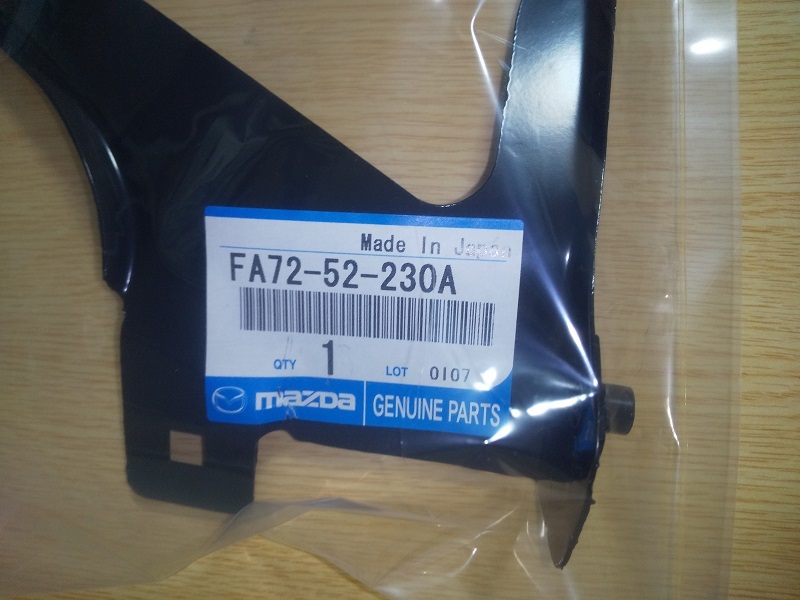 Made In Japan
FA72-52-230A
QTY 1 LOT 0107
mazda GENUINE PARTS